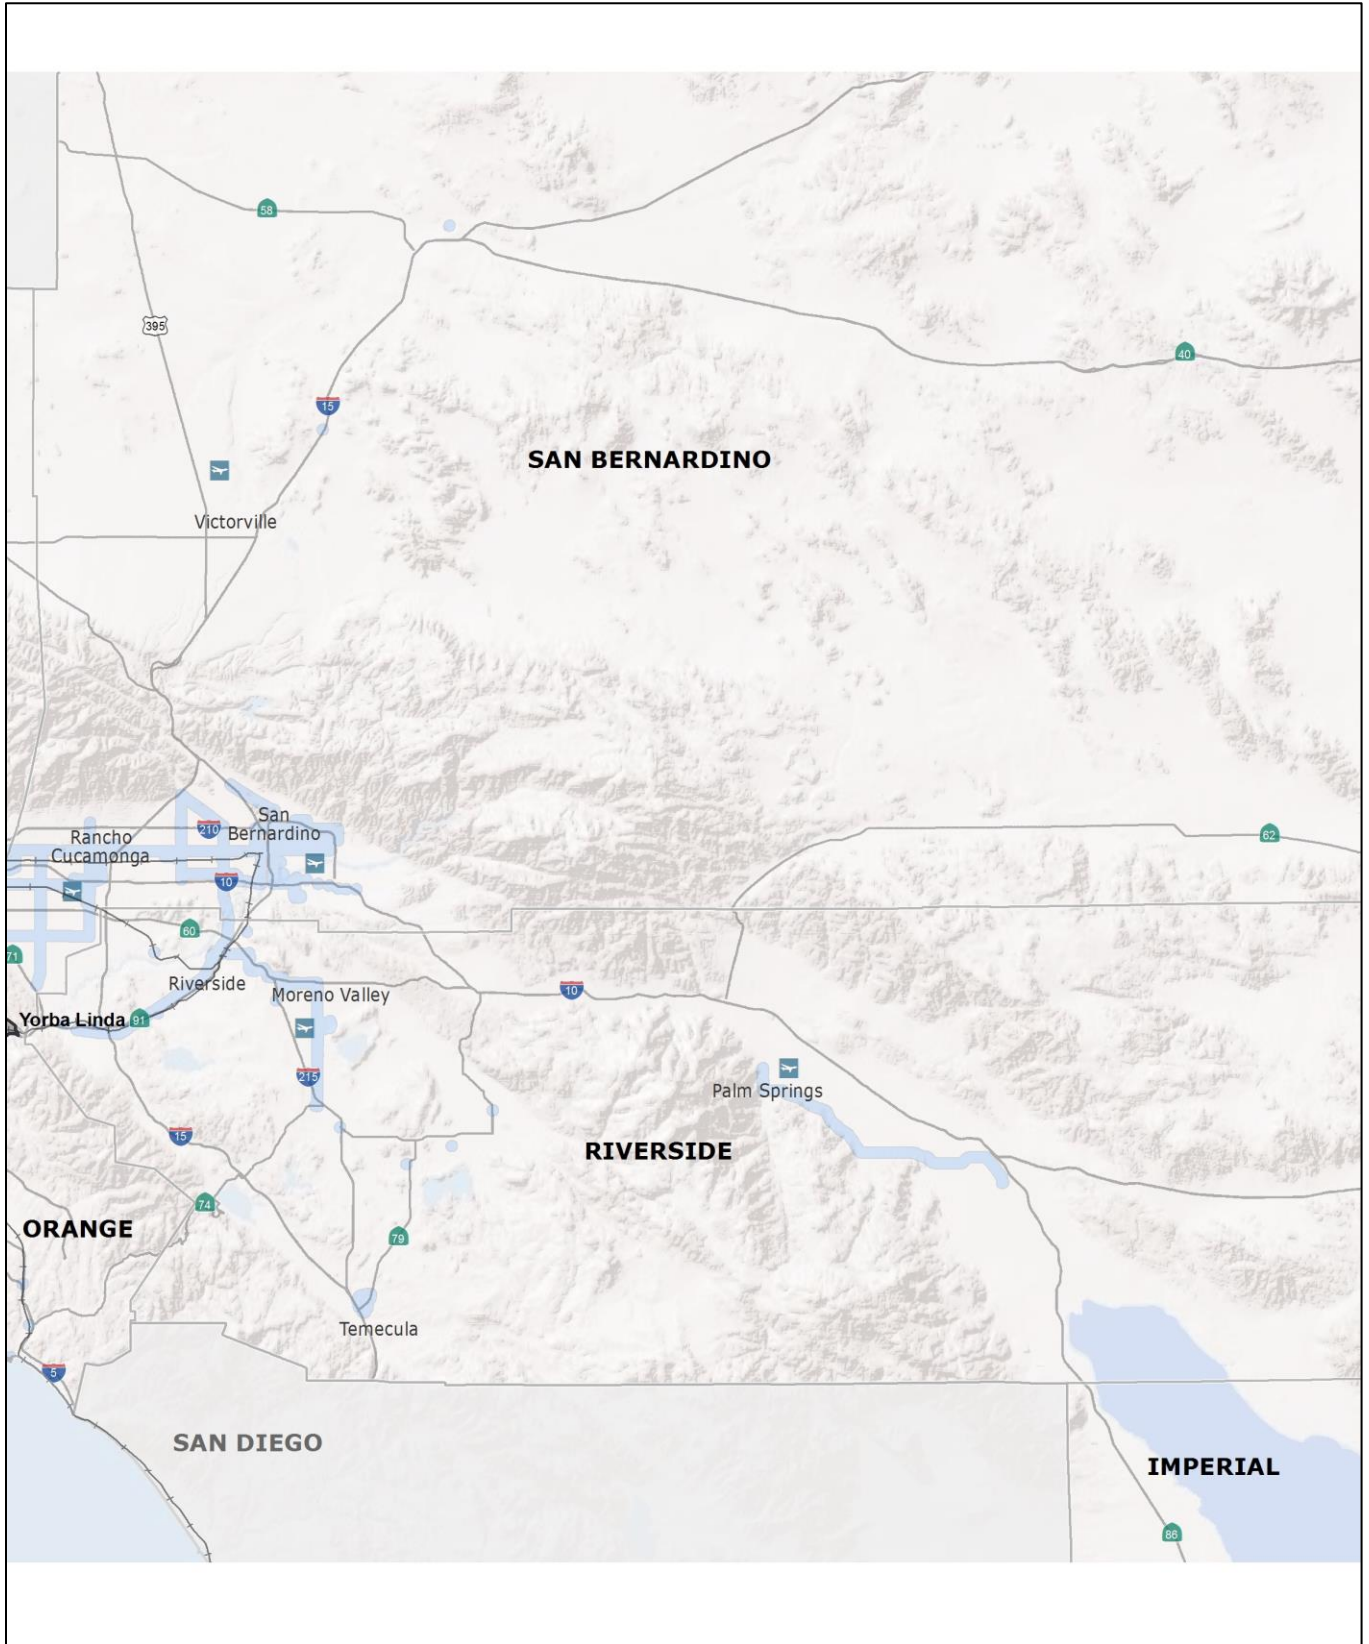 58
395
40
15
SAN BERNARDINO
Victorville
San
Bernardino
210
62
Rancho
Cucamonga
10
60
71
Riverside
Moreno Valley
10
Yorba Linda
91
215
Palm Springs
15
RIVERSIDE
74
ORANGE
79
Temecula
5
SAN DIEGO
IMPERIAL
86